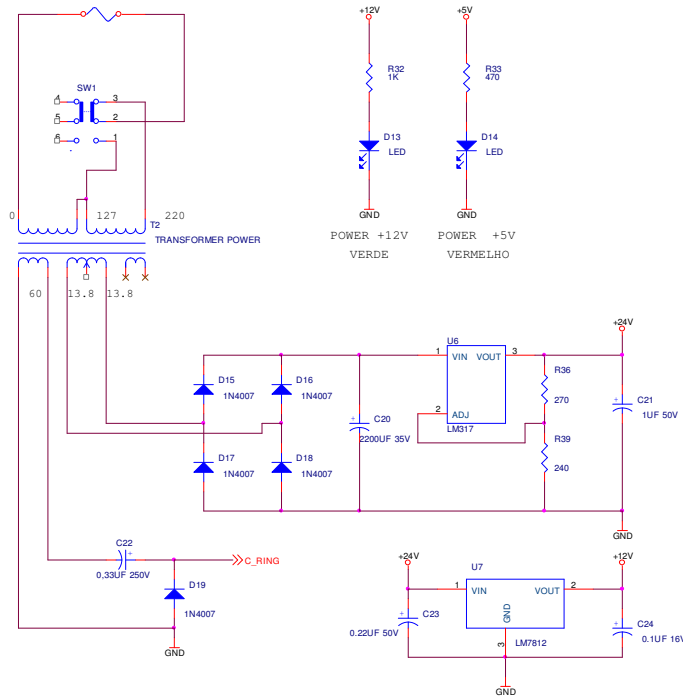 +12V
+5V
R32
1K
R33
470
SW1
4
3
5
2
6
1
D13
LED
D14
LED
GND
GND
0
127
220
T2
TRANSFORMER POWER
POWER +12V
VERDE
POWER +5V
VERMELHO
60
13.8
13.8
+24V
U6
1
VIN
VOUT
3
2
ADJ
LM317
D15
1N4007
D16
1N4007
R36
270
C20
2200UF 35V
C21
1UF 50V
D17
1N4007
D18
1N4007
R39
240
GND
C22
0,33UF 250V
C_RING
D19
1N4007
GND
+24V
+12V
U7
1
VIN
VOUT
2
GND
3
LM7812
C23
0.22UF 50V
C24
0.1UF 16V
GND